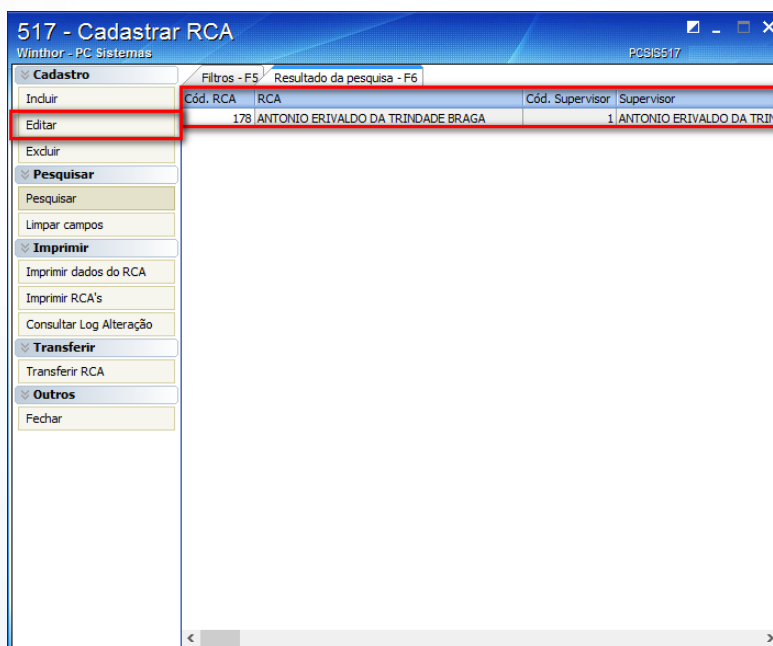 517 - Cadastrar RCA
Winthor - PC Sistemas
PCSIS517
Cadastro
Incluir
Editar
Excluir
Pesquisar
Pesquisar
Limpar campos
Imprimir
Imprimir dados do RCA
Imprimir RCA's
Consultar Log Alteração
Transferir
Transferir RCA
Outros
Fechar
Filtros - F5 Resultado da pesquisa - F6
Cód. RCA RCA Cód. Supervisor Supervisor
178 ANTONIO ERIVALDO DA TRINDADE BRAGA 1 ANTONIO ERIVALDO DA TRIN